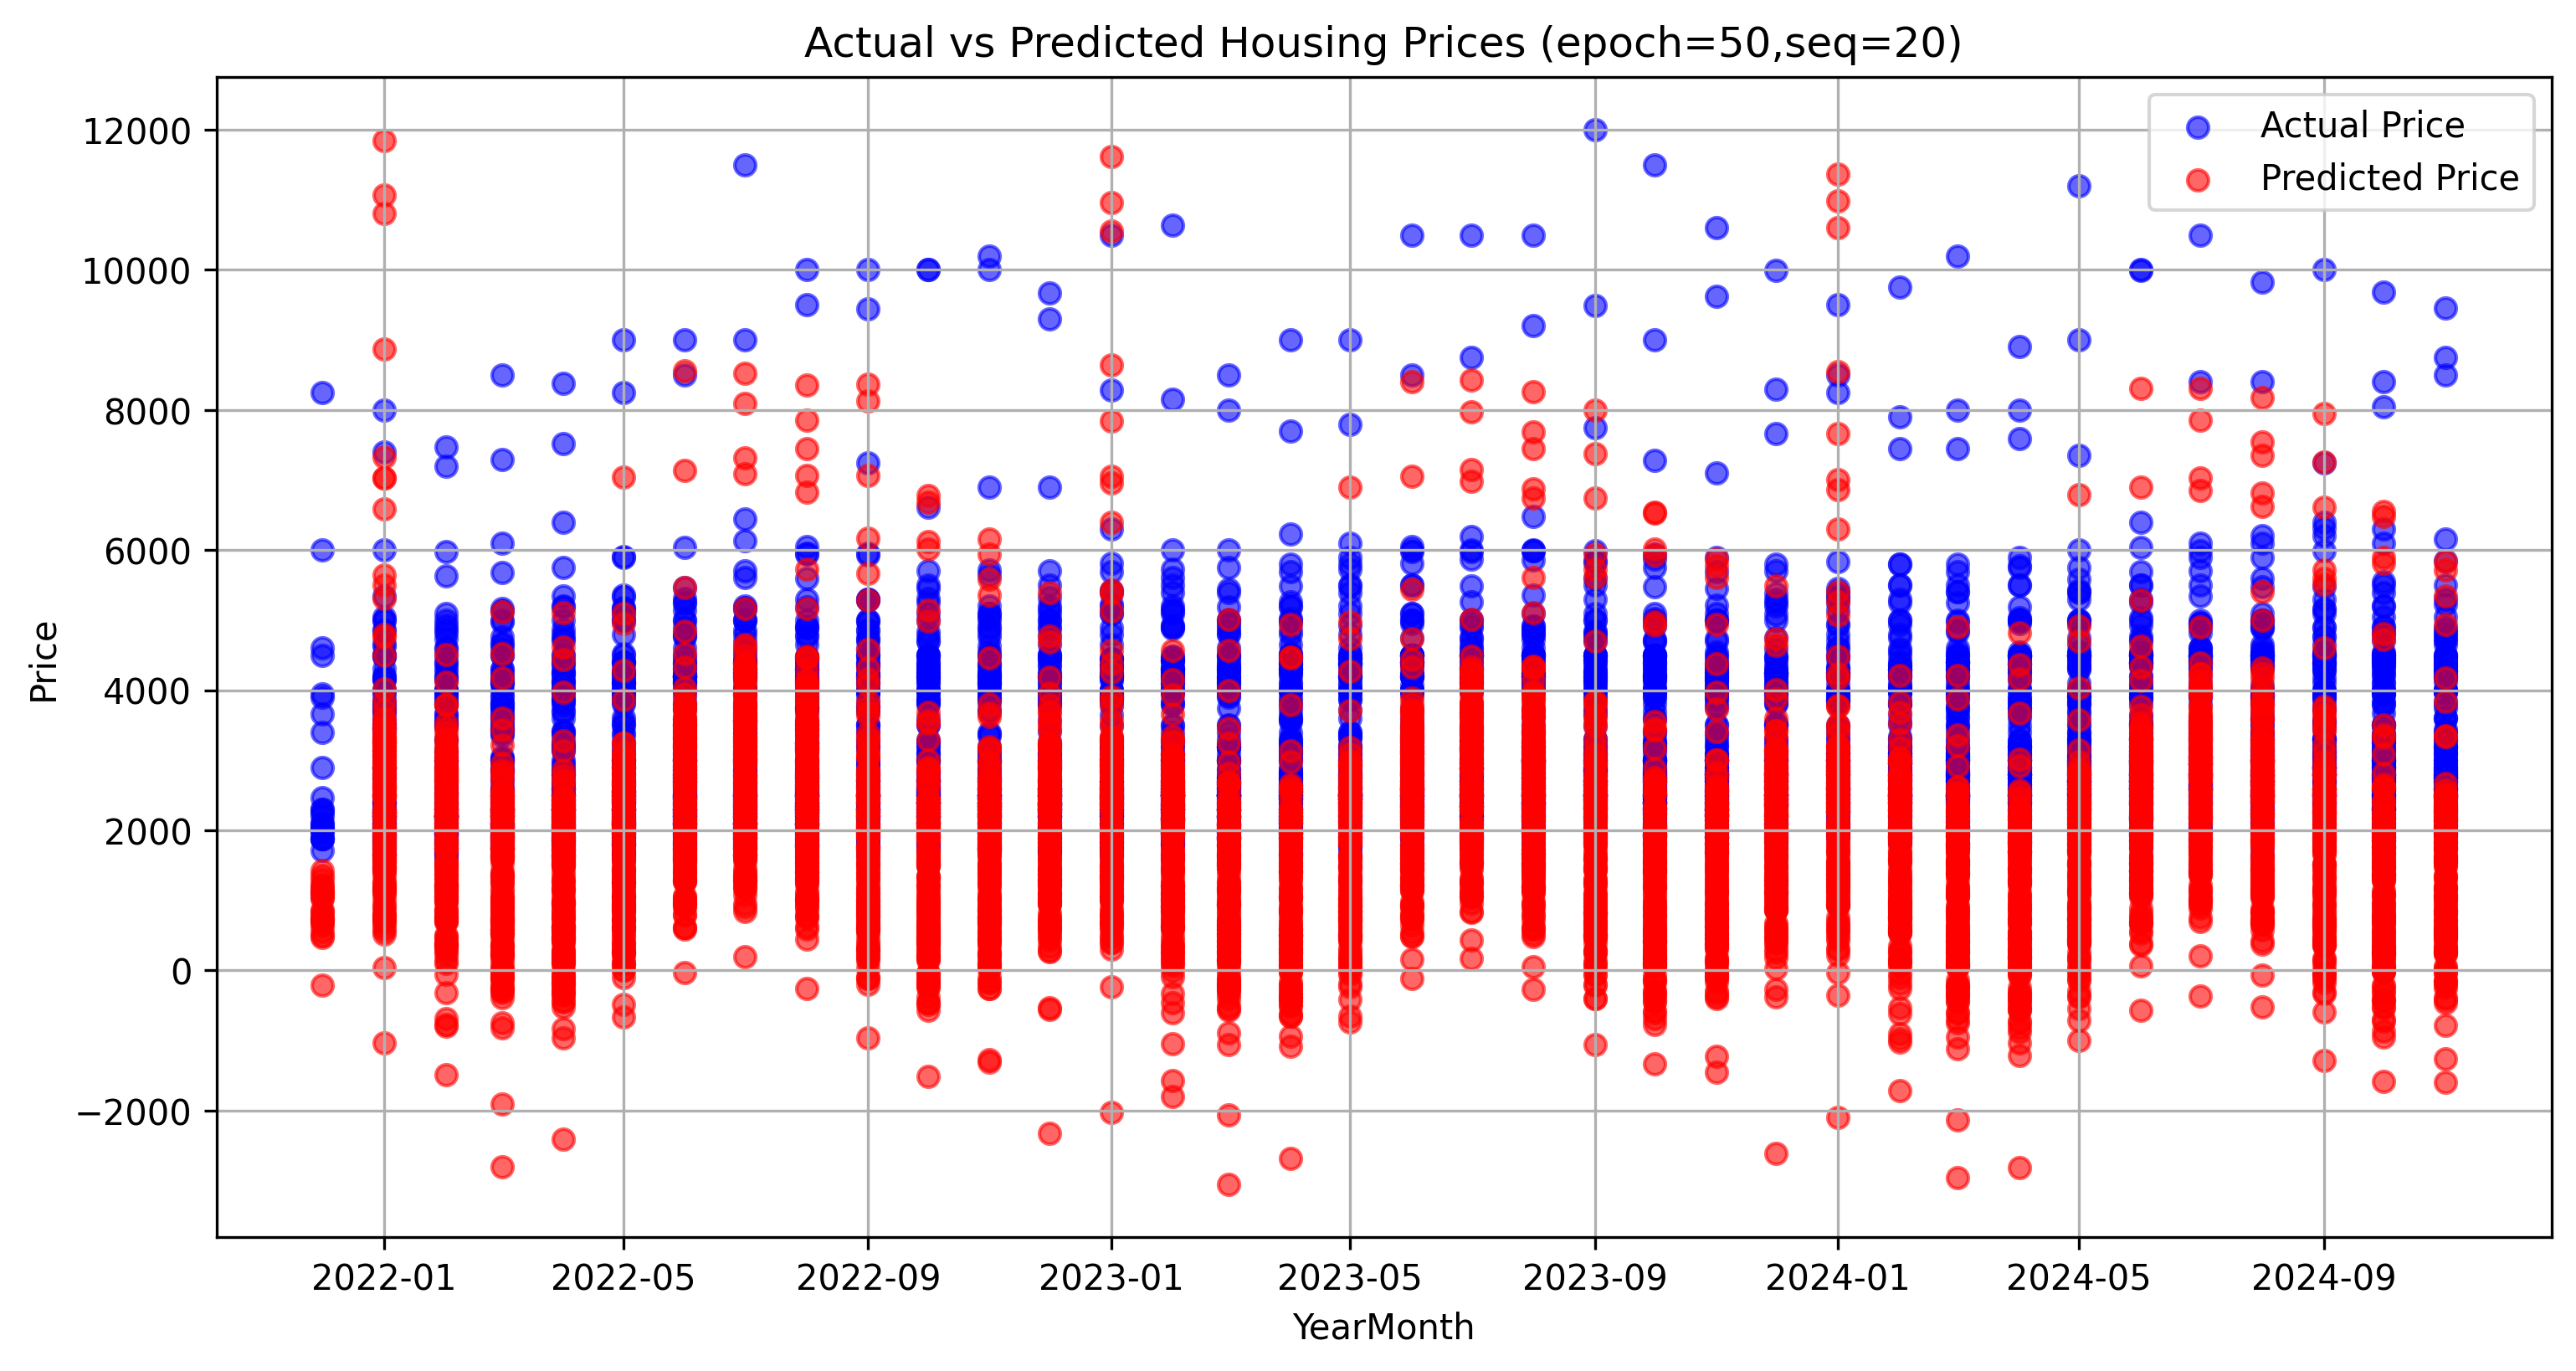 Actual vs Predicted Housing Prices (epoch=50,seq=20)
Actual Price
Predicted Price
12000
10000
8000
6000
4000
2000
0
−2000
Price
2022-01 2022-05 2022-09 2023-01 2023-05 2023-09 2024-01 2024-05 2024-09
YearMonth